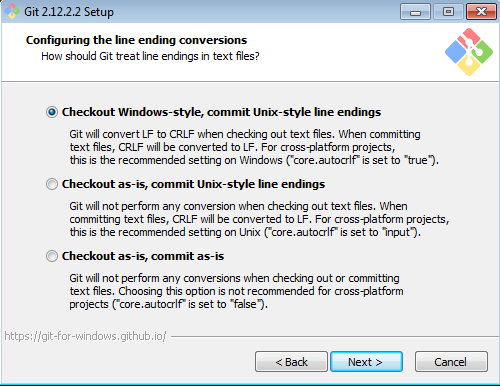 Git 2.12.2.2 Setup
Configuring the line ending conversions
How should Git treat line endings in text files?
Checkout Windows-style, commit Unix-style line endings
Git will convert LF to CRLF when checking out text files. When committing
text files, CRLF will be converted to LF. For cross-platform projects,
this is the recommended setting on Windows ("core.autocrlf" is set to "true").
Checkout as-is, commit Unix-style line endings
Git will not perform any conversion when checking out text files. When
committing text files, CRLF will be converted to LF. For cross-platform projects,
this is the recommended setting on Unix ("core.autocrlf" is set to "input").
Checkout as-is, commit as-is
Git will not perform any conversions when checking out or committing
text files. Choosing this option is not recommended for cross-platform
projects ("core.autocrlf" is set to "false").
https://git-for-windows.github.io/
< Back
Next >
Cancel